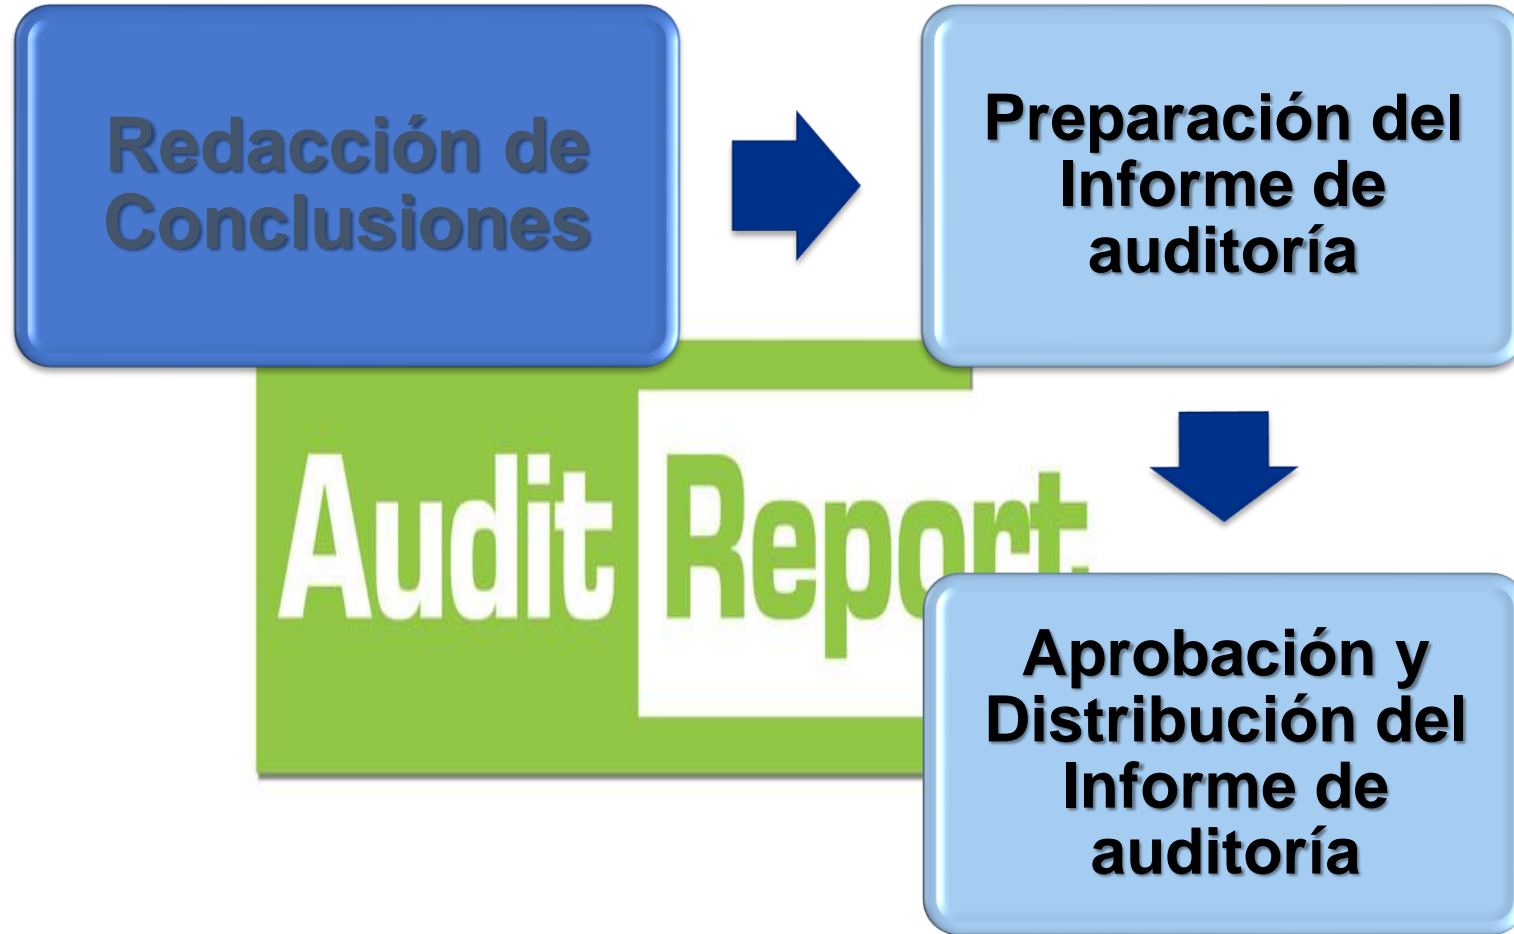 Redacción de
Conclusiones
Preparación del
Informe de
auditoría
Audit Report
Aprobación y
Distribución del
Informe de
auditoría